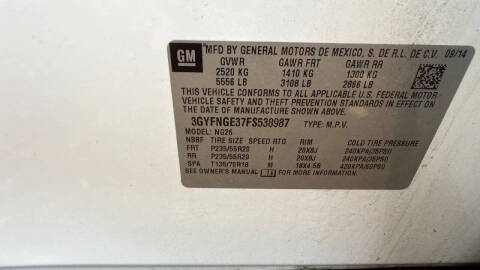 GM
MFD BY GENERAL MOTORS DE MEXICO, S. DE R.L. DE C.V. 09/14
GVWR GAWR FRT GAWR RR
2520 KG 1410 KG 1300 KG
5556 LB 3108 LB 2866 LB
THIS VEHICLE CONFORMS TO ALL APPLICABLE U.S. FEDERAL MOTOR
VEHICLE SAFETY AND THEFT PREVENTION STANDARDS IN EFFECT ON
THE DATE OF MANUFACTURE SHOWN ABOVE.
3GYFNGE37FS538987 TYPE: M.P.V.
MODEL: NG26
NBBF TIRE SIZE SPEED RTG RIM COLD TIRE PRESSURE
FRT P235/55R20 H 20X8J 240KPA(35PSI)
RR P235/55R20 H 20X8J 240KPA(35PSI)
SPA T135/70R18 M 18X4.5B 420KPA(60PSI)
SEE OWNER'S MANUAL FOR MORE INFORMATION.